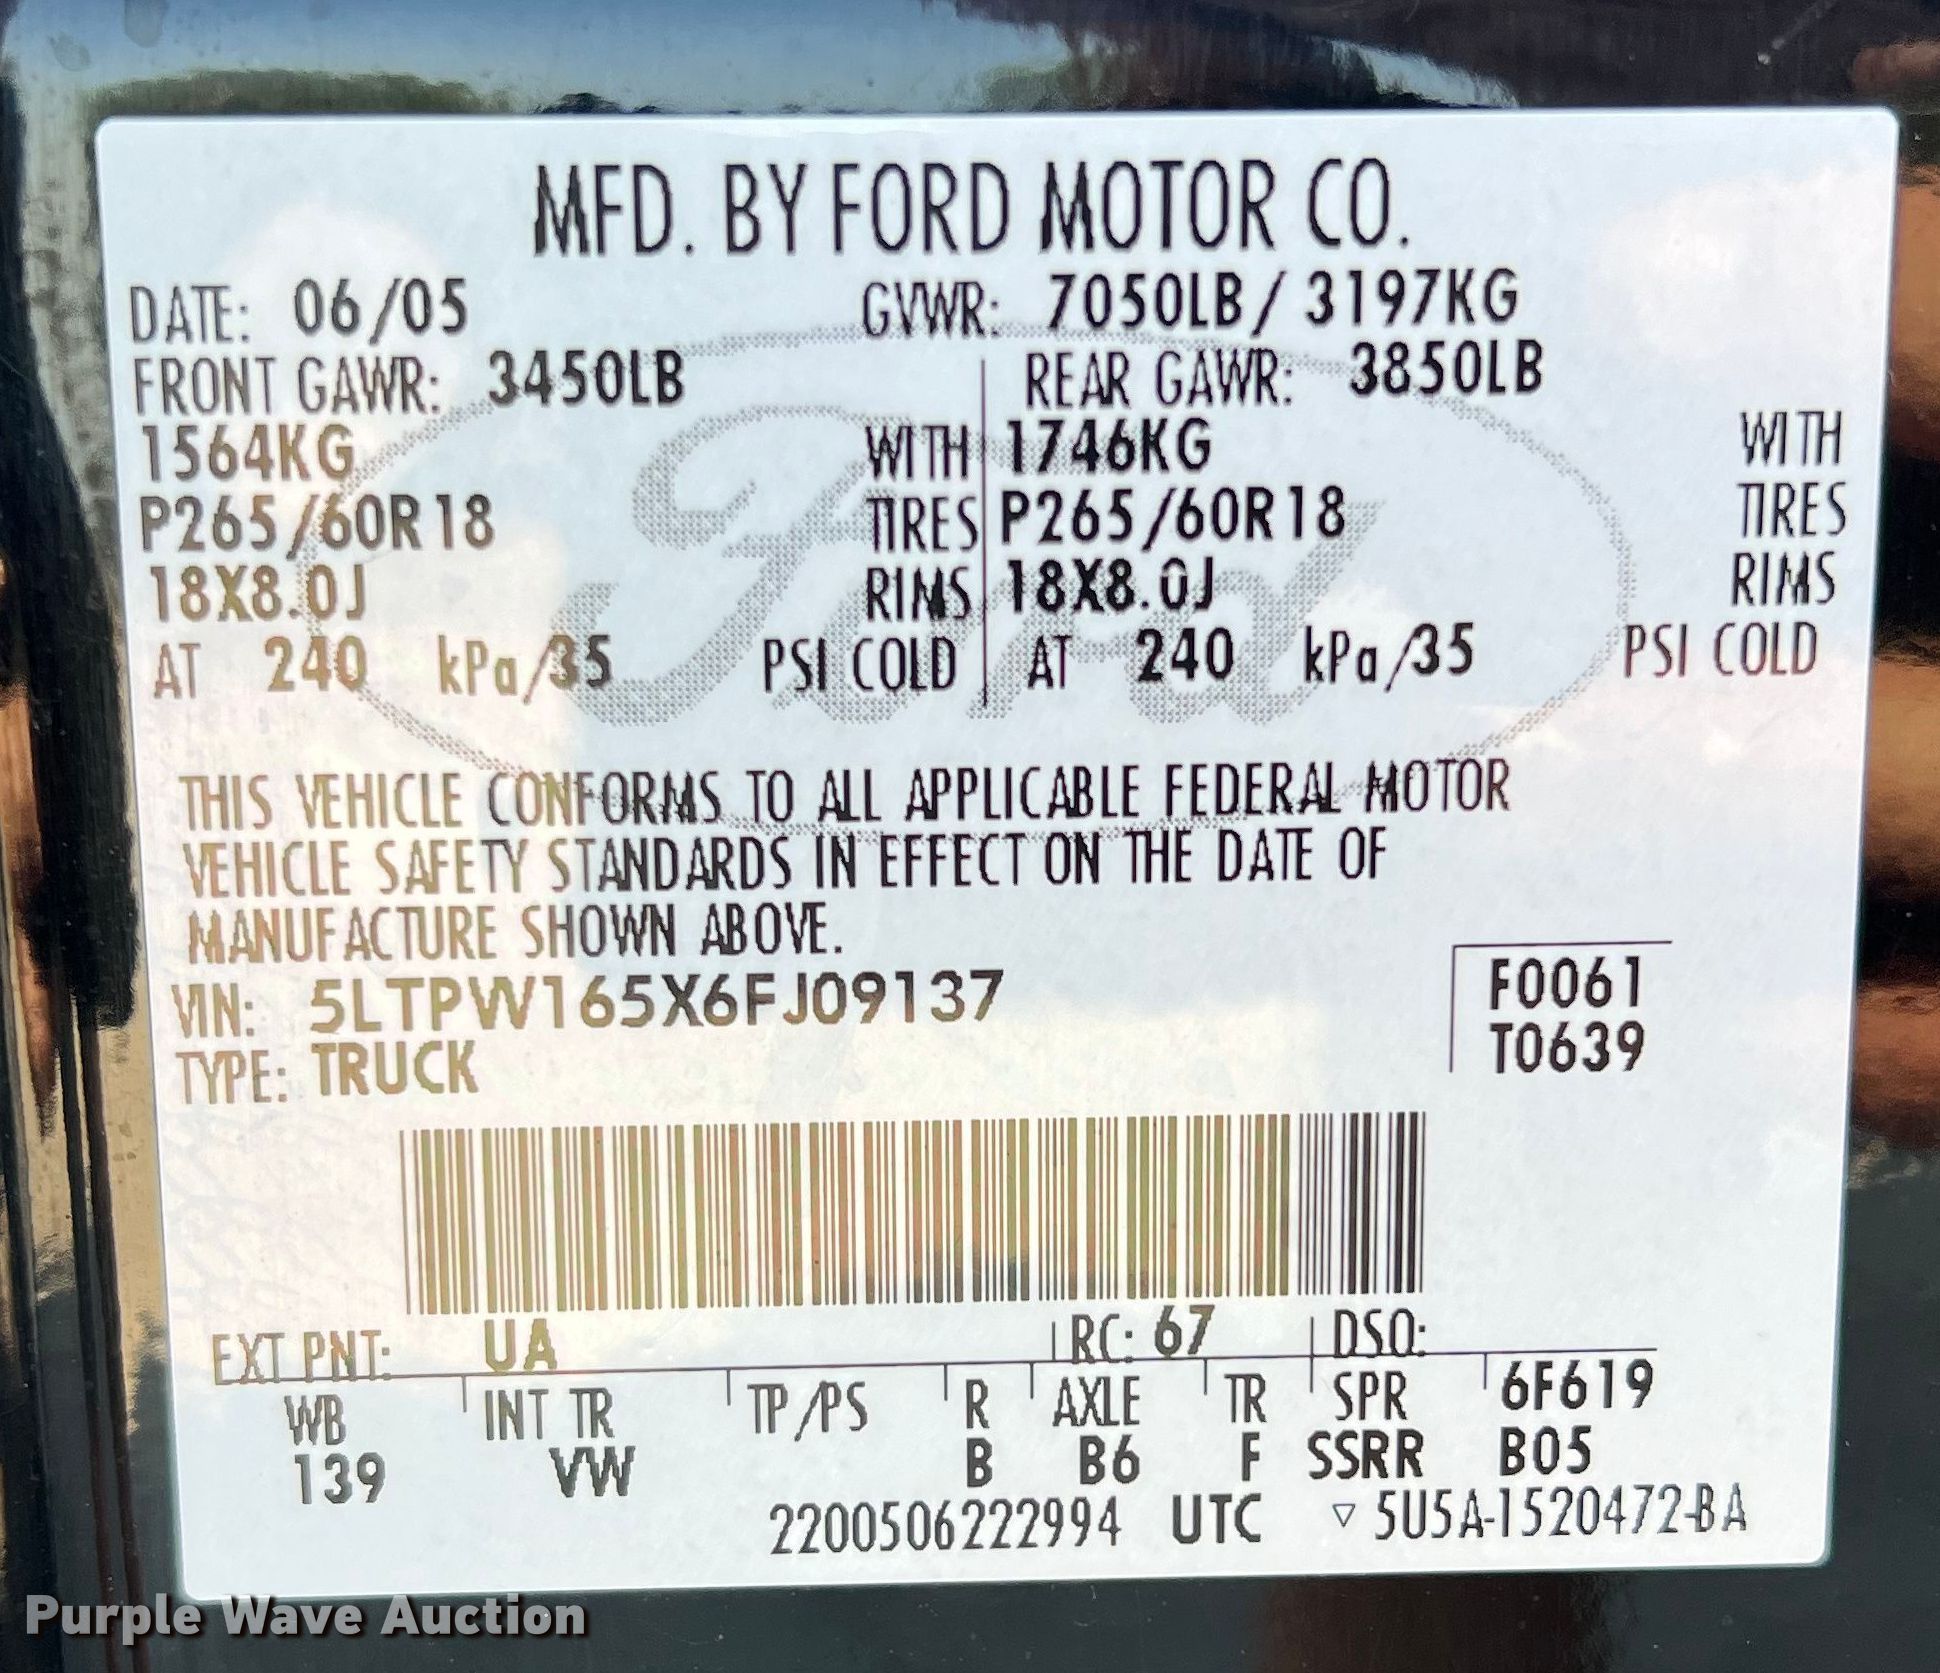 MFD. BY FORD MOTOR CO.
DATE: 06/05 GVWR: 7050LB/ 3197KG
FRONT GAWR: 3450LB REAR GAWR: 3850LB
1564KG WITH 1746KG WITH
P265/60R18 TIRES P265/60R18 TIRES
18X8.0J RIMS 18X8.0J RIMS
AT 240 kPa/35 PSI COLD AT 240 kPa/35 PSI COLD
Ford
THIS VEHICLE CONFORMS TO ALL APPLICABLE FEDERAL MOTOR
VEHICLE SAFETY STANDARDS IN EFFECT ON THE DATE OF
MANUFACTURE SHOWN ABOVE.
VIN: 5LTPW165X6FJ09137 F0061
TYPE: TRUCK T0639
EXT PNT: UA RC: 67 DSO:
WB INT TR TP/PS R AXLE TR SPR 6F619
139 VW B B6 F SSRR B05
2200506222994 UTC ▽ 5U5A-1520472-BA
Purple Wave Auction